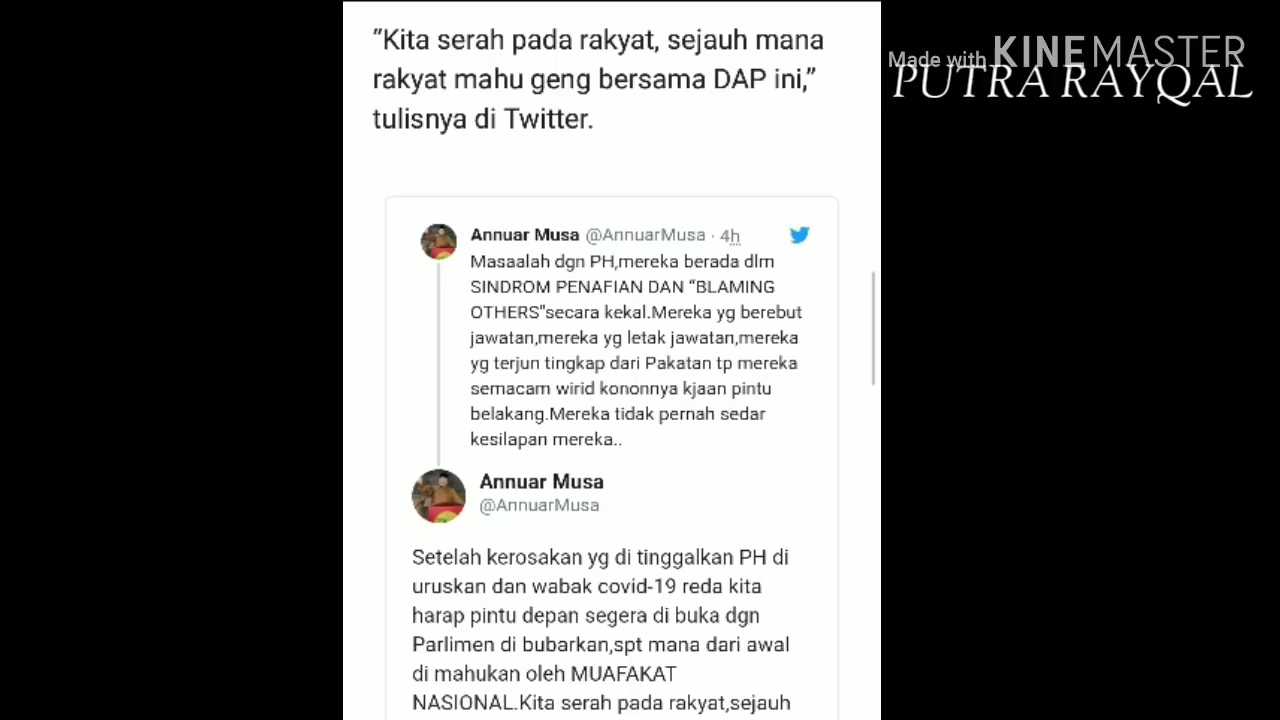 “Kita serah pada rakyat, sejauh mana
rakyat mahu geng bersama DAP ini,”
tulisnya di Twitter.
Made with KINEMASTER
PUTRA RAYQAL
Annuar Musa @AnnuarMusa · 4h
Masaalah dgn PH,mereka berada dlm
SINDROM PENAFIAN DAN “BLAMING
OTHERS”secara kekal.Mereka yg berebut
jawatan,mereka yg letak jawatan,mereka
yg terjun tingkap dari Pakatan tp mereka
semacam wirid kononnya kjaan pintu
belakang.Mereka tidak pernah sedar
kesilapan mereka..
Annuar Musa
@AnnuarMusa
Setelah kerosakan yg di tinggalkan PH di
uruskan dan wabak covid-19 reda kita
harap pintu depan segera di buka dgn
Parlimen di bubarkan,spt mana dari awal
di mahukan oleh MUAFAKAT
NASIONAL.Kita serah pada rakyat,sejauh